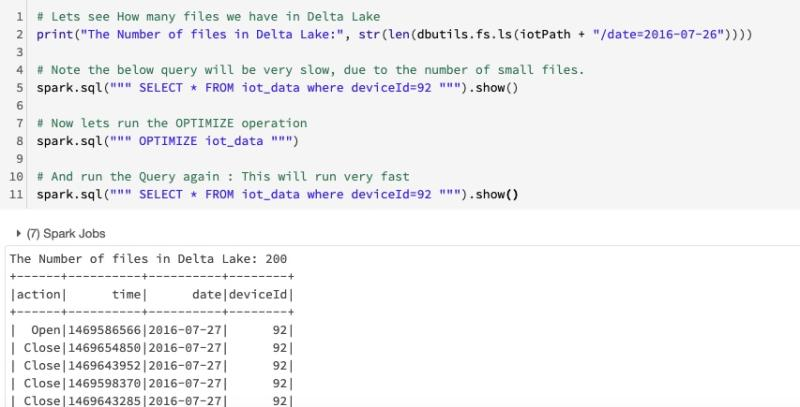 1 # Lets see How many files we have in Delta Lake
2 print("The Number of files in Delta Lake:", str(len(dbutils.fs.ls(iotPath + "/date=2016-07-26"))))
3
4 # Note the below query will be very slow, due to the number of small files.
5 spark.sql(""" SELECT * FROM iot_data where deviceId=92 """).show()
6
7 # Now lets run the OPTIMIZE operation
8 spark.sql(""" OPTIMIZE iot_data """)
9
10 # And run the Query again : This will run very fast
11 spark.sql(""" SELECT * FROM iot_data where deviceId=92 """).show()
(7) Spark Jobs
The Number of files in Delta Lake: 200
+------+----------+----------+--------+
|action|      time|      date|deviceId|
+------+----------+----------+--------+
|  Open|1469586566|2016-07-27|      92|
| Close|1469654850|2016-07-27|      92|
| Close|1469643952|2016-07-27|      92|
| Close|1469598370|2016-07-27|      92|
| Close|1469643285|2016-07-27|      92|